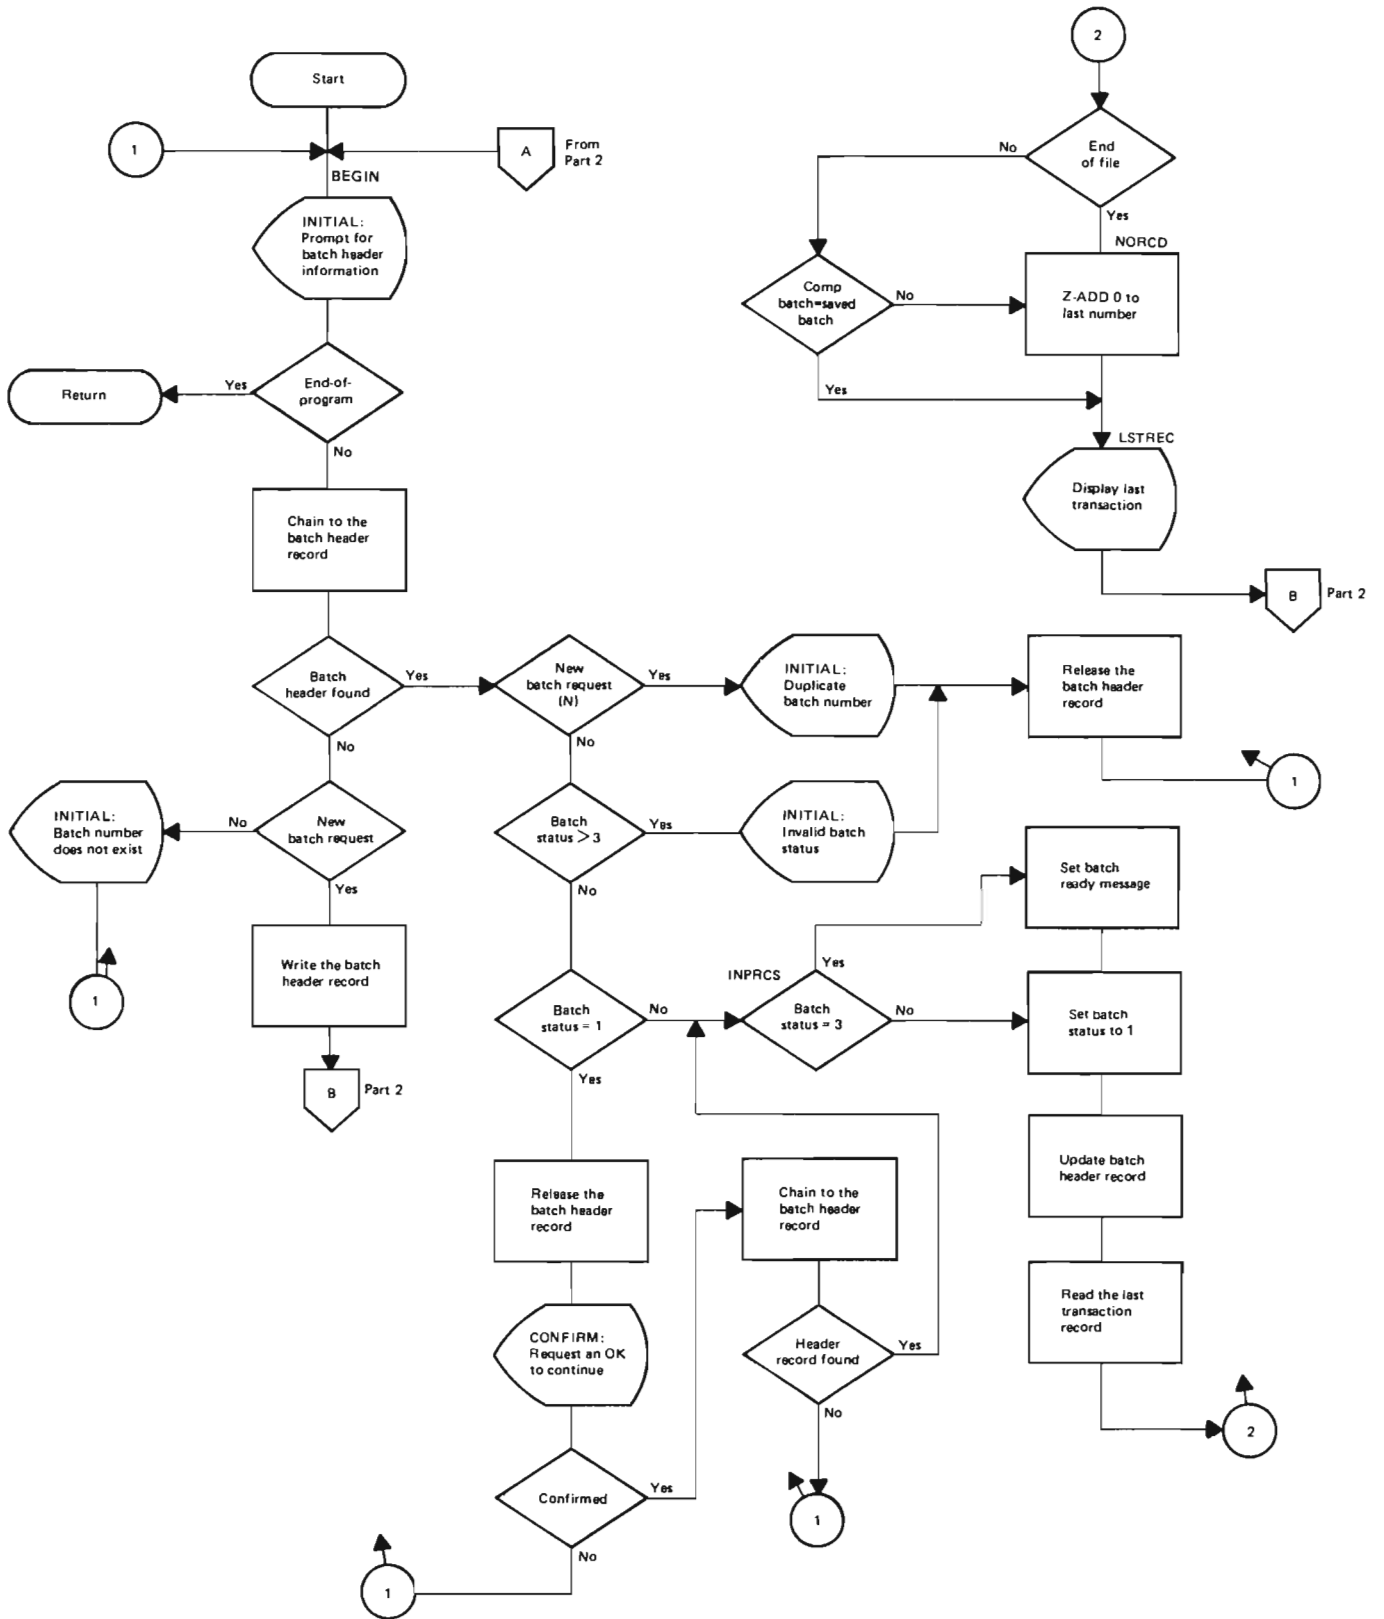 Start
1
A
From
Part 2
BEGIN
INITIAL:
Prompt for
batch header
information
End-of-
program
Yes
Return
No
Chain to the
batch header
record
Batch
header found
Yes
No
New
batch request
No
INITIAL:
Batch number
does not exist
1
Yes
Write the batch
header record
B
Part 2
New
batch request
(N)
Yes
INITIAL:
Duplicate
batch number
Release the
batch header
record
1
No
Batch
status > 3
Yes
INITIAL:
Invalid batch
status
No
Batch
status = 1
No
INPRCS
Batch
status = 3
Yes
Set batch
ready message
No
Set batch
status to 1
Update batch
header record
Read the last
transaction
record
2
Yes
Release the
batch header
record
CONFIRM:
Request an OK
to continue
Confirmed
Yes
No
1
Chain to the
batch header
record
Header
record found
Yes
No
1
2
End
of file
No
Yes
NORCD
Comp
batch=saved
batch
No
Z-ADD 0 to
last number
Yes
LSTREC
Display last
transaction
B
Part 2